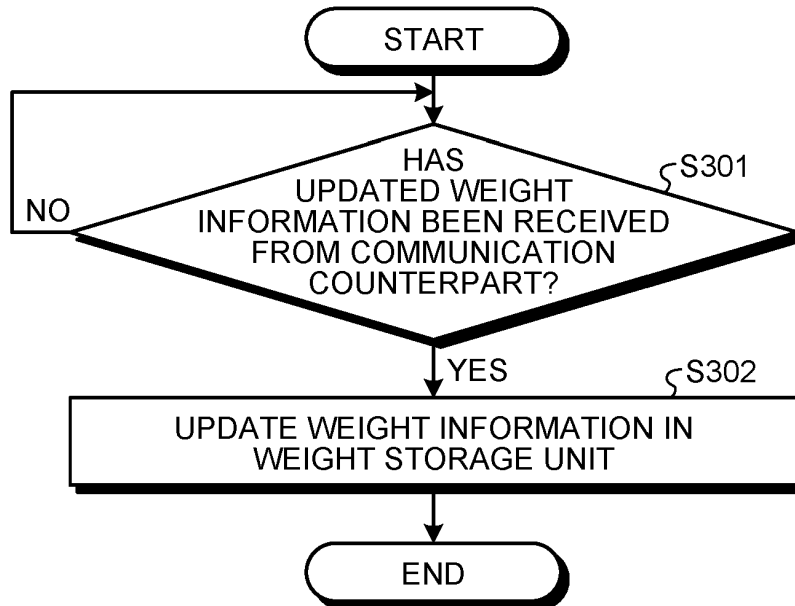 START
HAS
UPDATED WEIGHT
INFORMATION BEEN RECEIVED
FROM COMMUNICATION
COUNTERPART?
S301
NO
YES
S302
UPDATE WEIGHT INFORMATION IN
WEIGHT STORAGE UNIT
END